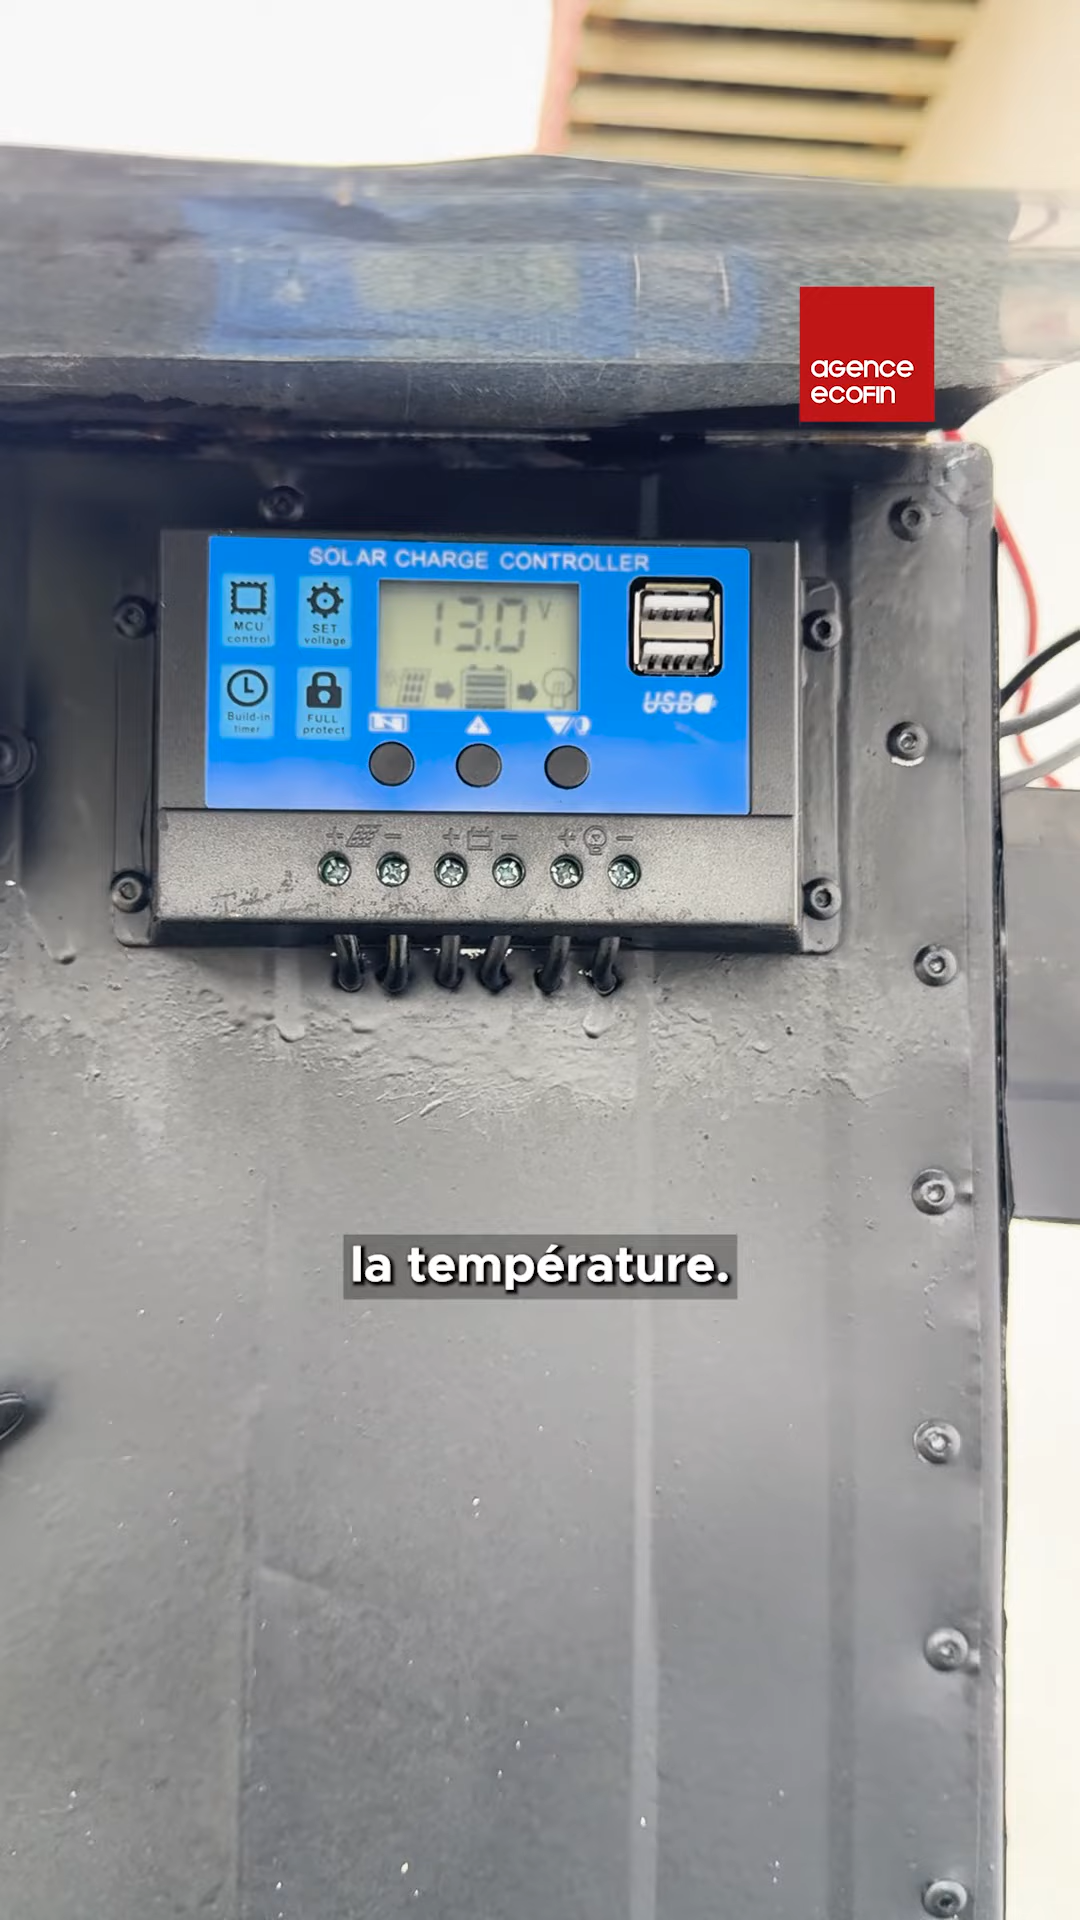 agence
ecofin
SOLAR CHARGE CONTROLLER
MCU
control
SET
voltage
13.0 V
Build-in
timer
FULL
protect
USB
+ - + - + -
la température.